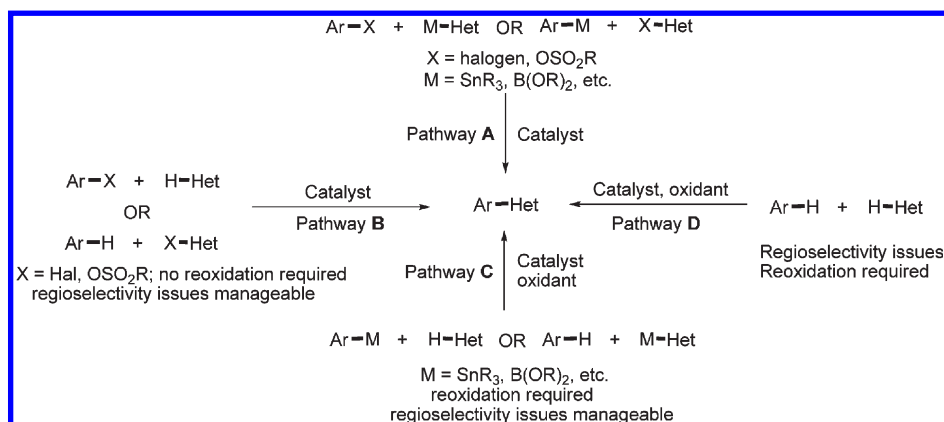 Ar–X + M–Het OR Ar–M + X–Het
X = halogen, OSO₂R
M = SnR₃, B(OR)₂, etc.
Pathway A Catalyst
Ar–X + H–Het
OR
Ar–H + X–Het
X = Hal, OSO₂R; no reoxidation required
regioselectivity issues manageable
Catalyst
Pathway B
Ar–Het
Catalyst, oxidant
Pathway D
Ar–H + H–Het
Regioselectivity issues
Reoxidation required
Pathway C
Catalyst
oxidant
Ar–M + H–Het OR Ar–H + M–Het
M = SnR₃, B(OR)₂, etc.
reoxidation required
regioselectivity issues manageable